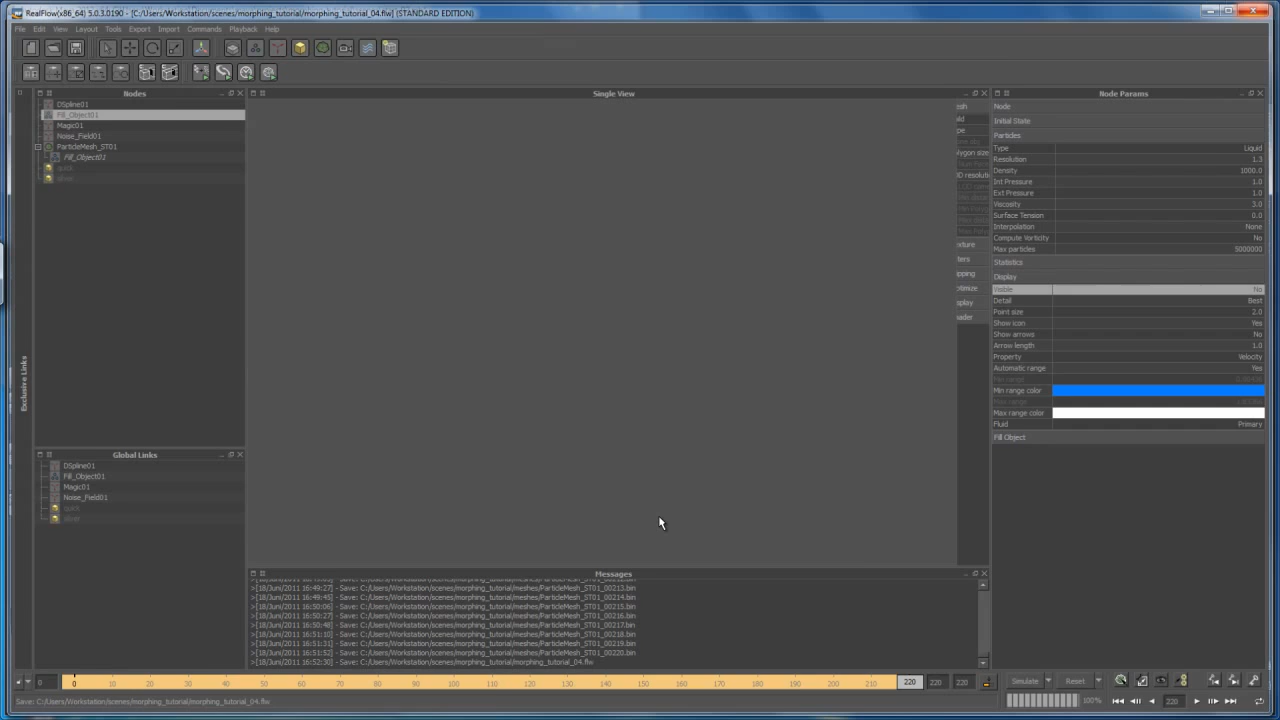 RealFlow(x86_64) 5.0.3.0190 - [C:/Users/Workstation/scenes/morphing_tutorial/morphing_tutorial_04.flw] (STANDARD EDITION)
File Edit View Layout Tools Export Import Commands Playback Help
Nodes
Single View
Node Params
DSpline01
Fill_Object01
Magic01
Noise_Field01
ParticleMesh_ST01
Fill_Object01
quick
silver
Exclusive Links
Global Links
DSpline01
Fill_Object01
Magic01
Noise_Field01
quick
silver
Node
Initial State
Particles
Type Liquid
Resolution 1.3
Density 1000.0
Int Pressure 1.0
Ext Pressure 1.0
Viscosity 3.0
Surface Tension 0.0
Interpolation None
Compute Vorticity No
Max particles 5000000
Statistics
Display
Visible No
Detail Best
Point size 2.0
Show icon Yes
Show arrows No
Arrow length 1.0
Property Velocity
Automatic range Yes
Min range
Min range color
Max range
Max range color
Fluid Primary
Fill Object
Messages
>[18/Juni/2011 16:49:27] - Save: C:/Users/Workstation/scenes/morphing_tutorial/meshes/ParticleMesh_ST01_00214.bin
>[18/Juni/2011 16:49:45] - Save: C:/Users/Workstation/scenes/morphing_tutorial/meshes/ParticleMesh_ST01_00214.bin
>[18/Juni/2011 16:50:06] - Save: C:/Users/Workstation/scenes/morphing_tutorial/meshes/ParticleMesh_ST01_00215.bin
>[18/Juni/2011 16:50:27] - Save: C:/Users/Workstation/scenes/morphing_tutorial/meshes/ParticleMesh_ST01_00216.bin
>[18/Juni/2011 16:50:48] - Save: C:/Users/Workstation/scenes/morphing_tutorial/meshes/ParticleMesh_ST01_00217.bin
>[18/Juni/2011 16:51:10] - Save: C:/Users/Workstation/scenes/morphing_tutorial/meshes/ParticleMesh_ST01_00218.bin
>[18/Juni/2011 16:51:31] - Save: C:/Users/Workstation/scenes/morphing_tutorial/meshes/ParticleMesh_ST01_00219.bin
>[18/Juni/2011 16:51:52] - Save: C:/Users/Workstation/scenes/morphing_tutorial/meshes/ParticleMesh_ST01_00220.bin
>[18/Juni/2011 16:52:30] - Save: C:/Users/Workstation/scenes/morphing_tutorial/morphing_tutorial_04.flw
0 0 10 20 30 40 50 60 70 80 90 100 110 120 130 140 150 160 170 180 190 200 210 220 220 220
Simulate Reset
Save: C:/Users/Workstation/scenes/morphing_tutorial/morphing_tutorial_04.flw
100% 220